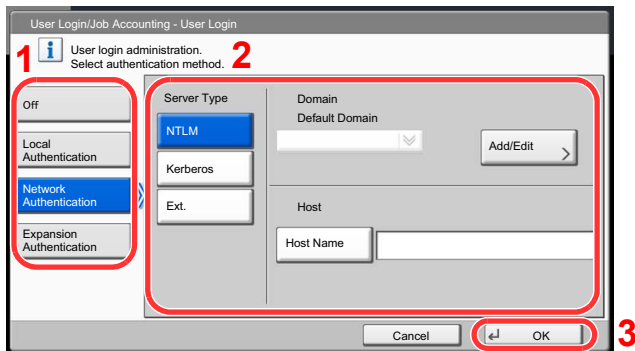 User Login/Job Accounting - User Login
1
i
User login administration.
Select authentication method.
2
Off
Local
Authentication
Network
Authentication
Expansion
Authentication
Server Type
NTLM
Kerberos
Ext.
Domain
Default Domain
Add/Edit
Host
Host Name
Cancel
OK
3